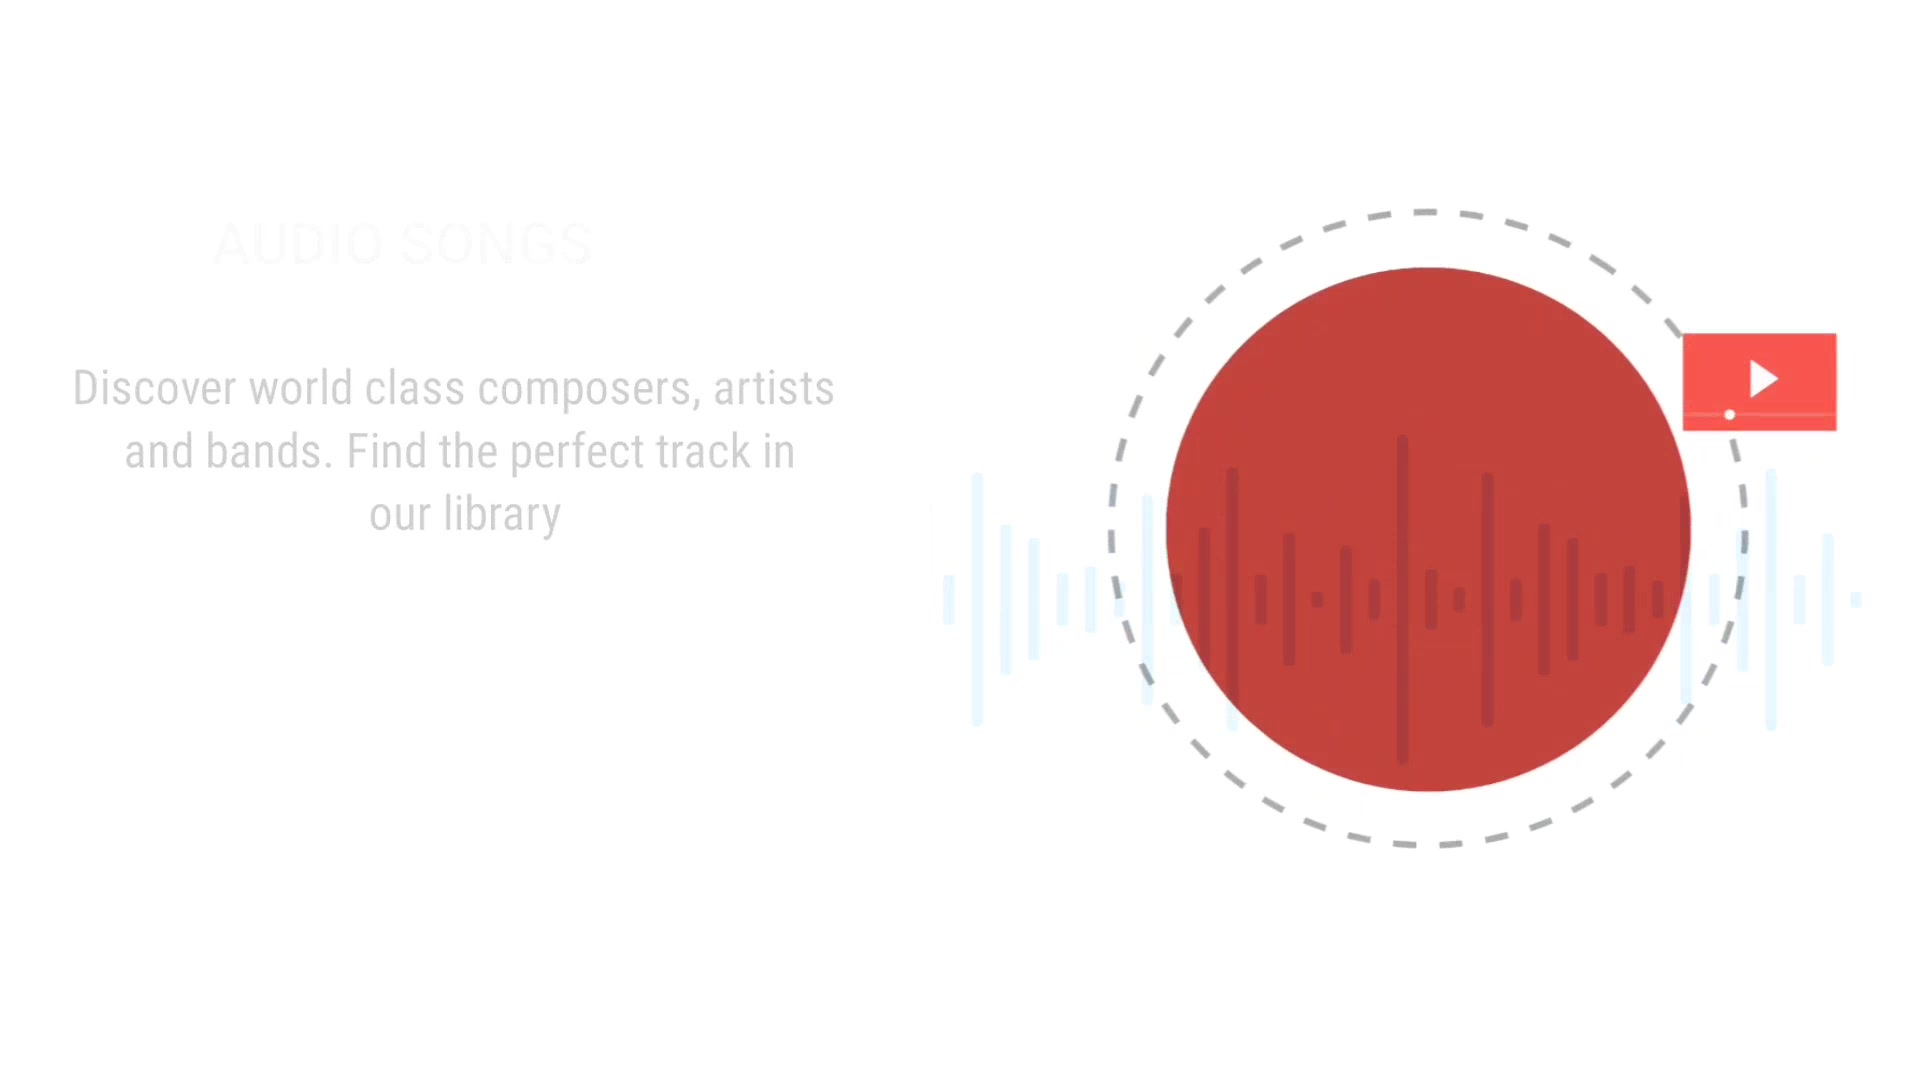 AUDIO SONGS
Discover world class composers, artists
and bands. Find the perfect track in
our library